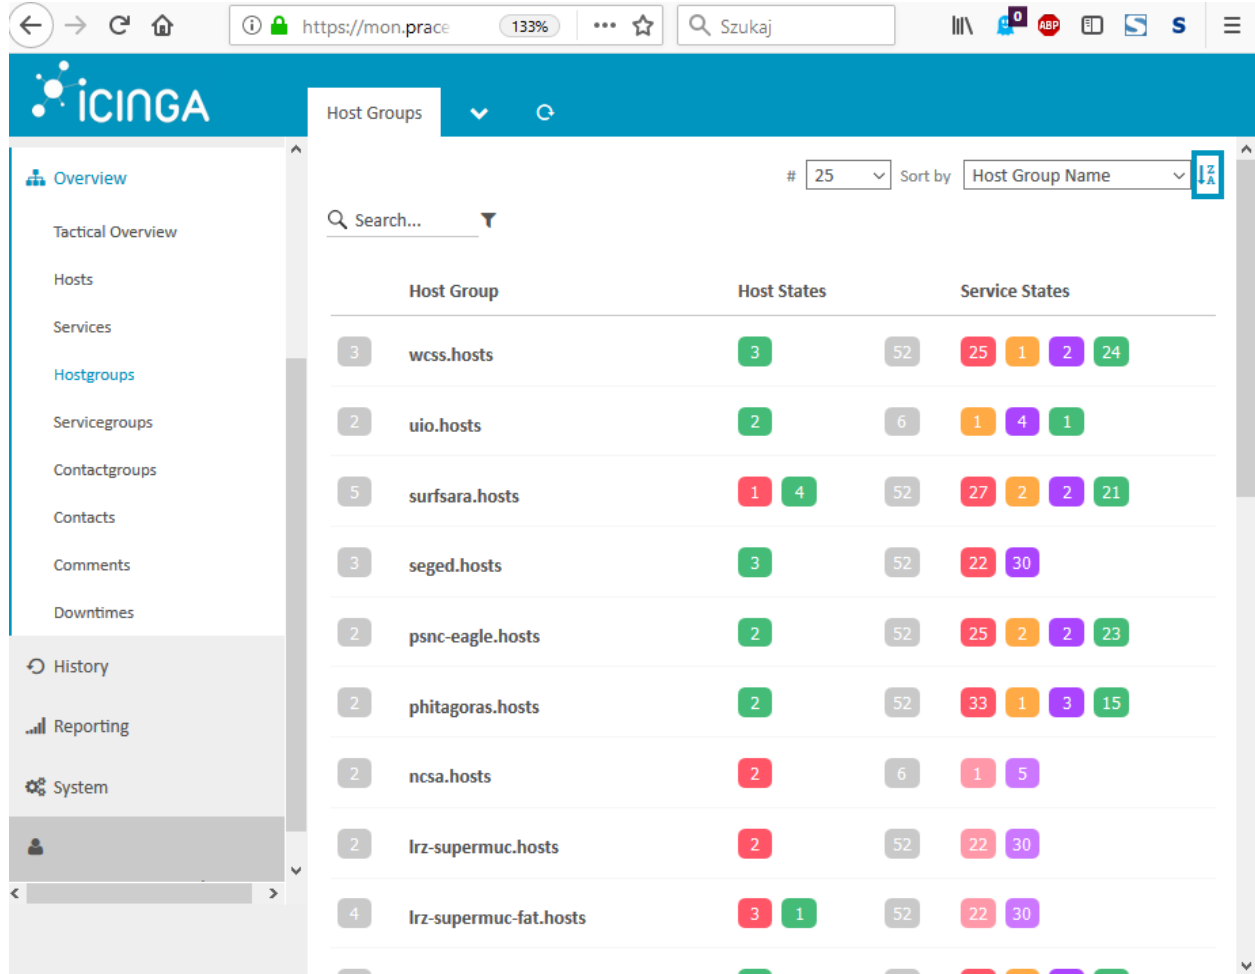 https://mon.prace
133%
Szukaj
0
ABP
S
S
ICINGA
Host Groups
# 25 Sort by Host Group Name
Z
A
Search...
Overview
Tactical Overview
Hosts
Services
Hostgroups
Servicegroups
Contactgroups
Contacts
Comments
Downtimes
History
Reporting
System
Host Group Host States Service States
3 wcss.hosts 3 52 25 1 2 24
2 uio.hosts 2 6 1 4 1
5 surfsara.hosts 1 4 52 27 2 2 21
3 seged.hosts 3 52 22 30
2 psnc-eagle.hosts 2 52 25 2 2 23
2 phitagoras.hosts 2 52 33 1 3 15
2 ncsa.hosts 2 6 1 5
2 lrz-supermuc.hosts 2 52 22 30
4 lrz-supermuc-fat.hosts 3 1 52 22 30